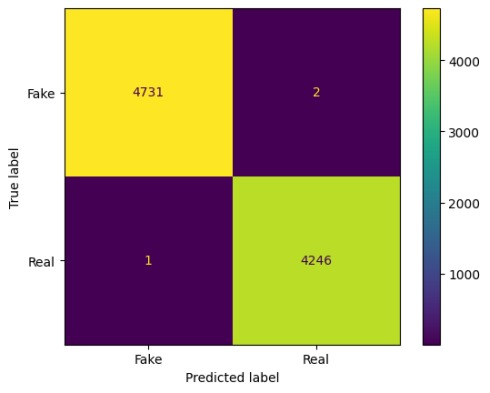 4000
Fake
4731
2
3000
True label
2000
Real
1
4246
1000
Fake
Real
Predicted label